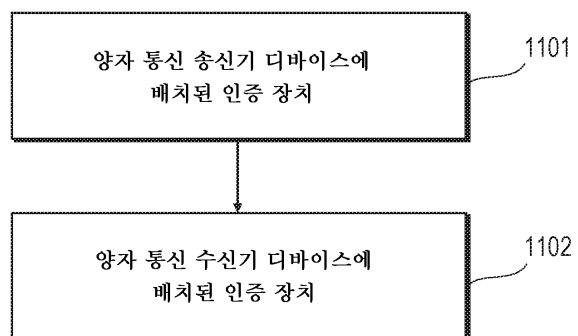 양자 통신 송신기 디바이스에
배치된 인증 장치
1101
양자 통신 수신기 디바이스에
배치된 인증 장치
1102